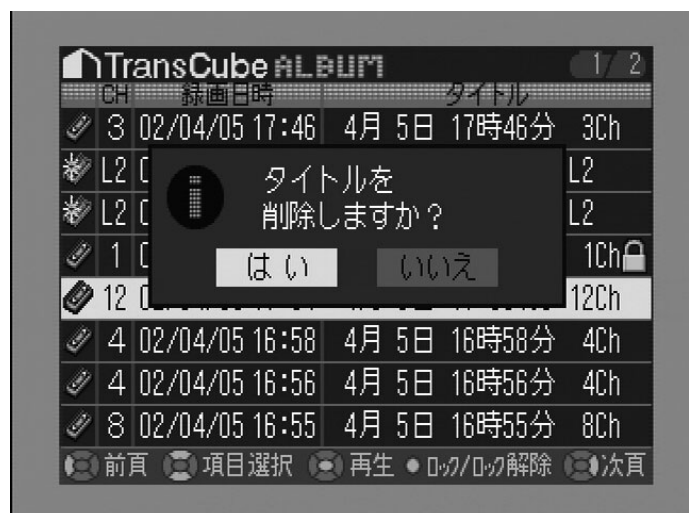 TransCube ALBUM 1/2
CH 録画日時 タイトル
3 02/04/05 17:46 4月 5日 17時46分 3Ch
L2 L2
L2 L2
1 1Ch
タイトルを
削除しますか?
はい いいえ
12 12Ch
4 02/04/05 16:58 4月 5日 16時58分 4Ch
4 02/04/05 16:56 4月 5日 16時56分 4Ch
8 02/04/05 16:55 4月 5日 16時55分 8Ch
前頁 項目選択 再生 ロック/ロック解除 次頁